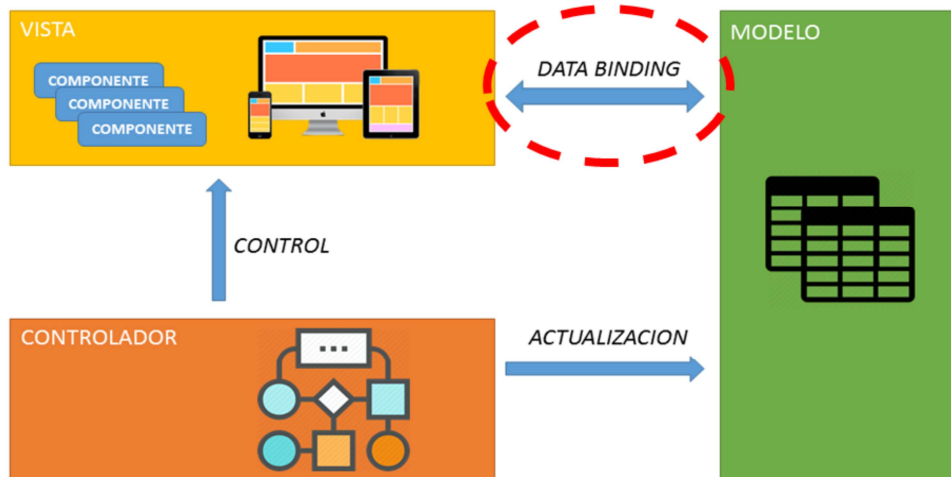 VISTA
COMPONENTE
COMPONENTE
COMPONENTE
DATA BINDING
MODELO
CONTROL
CONTROLADOR
ACTUALIZACION